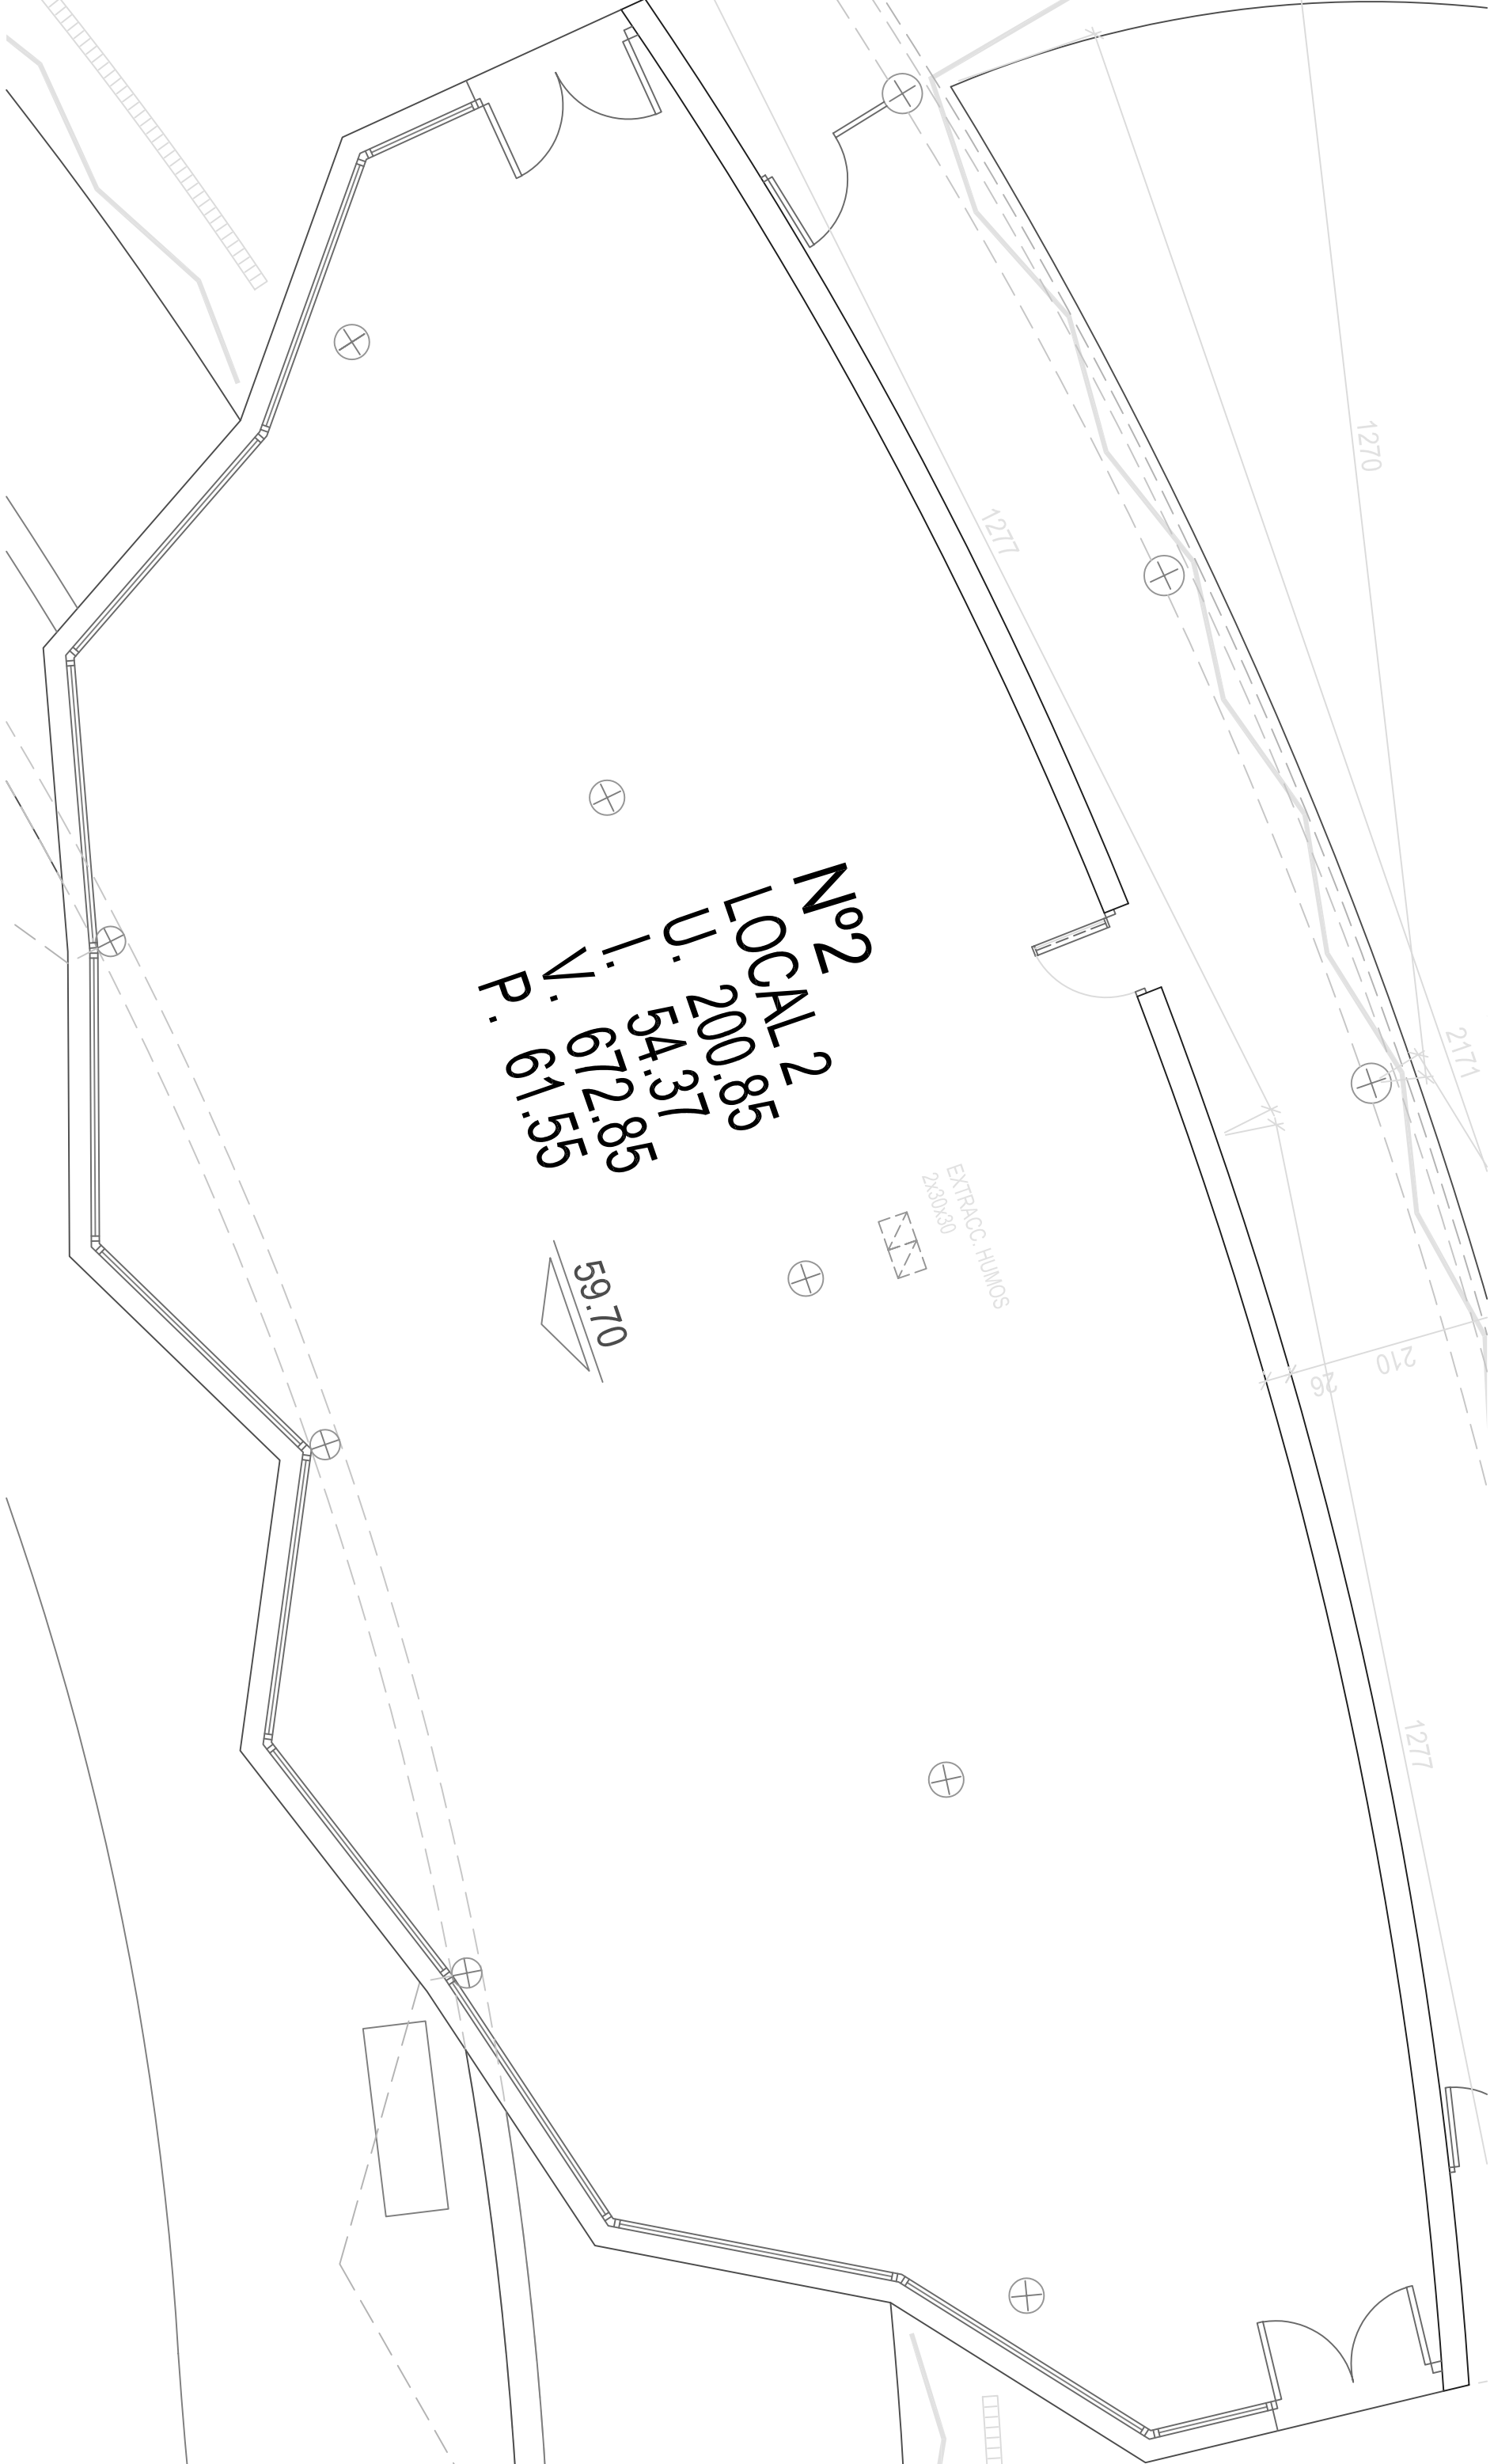 Nº2
LOCAL 2
U: 200.85
I: 54.37
V: 672.85
P: 61.55
59.70
EXTRACC. HUMOS
2x30x30
1270
1277
2171
210
26
1277